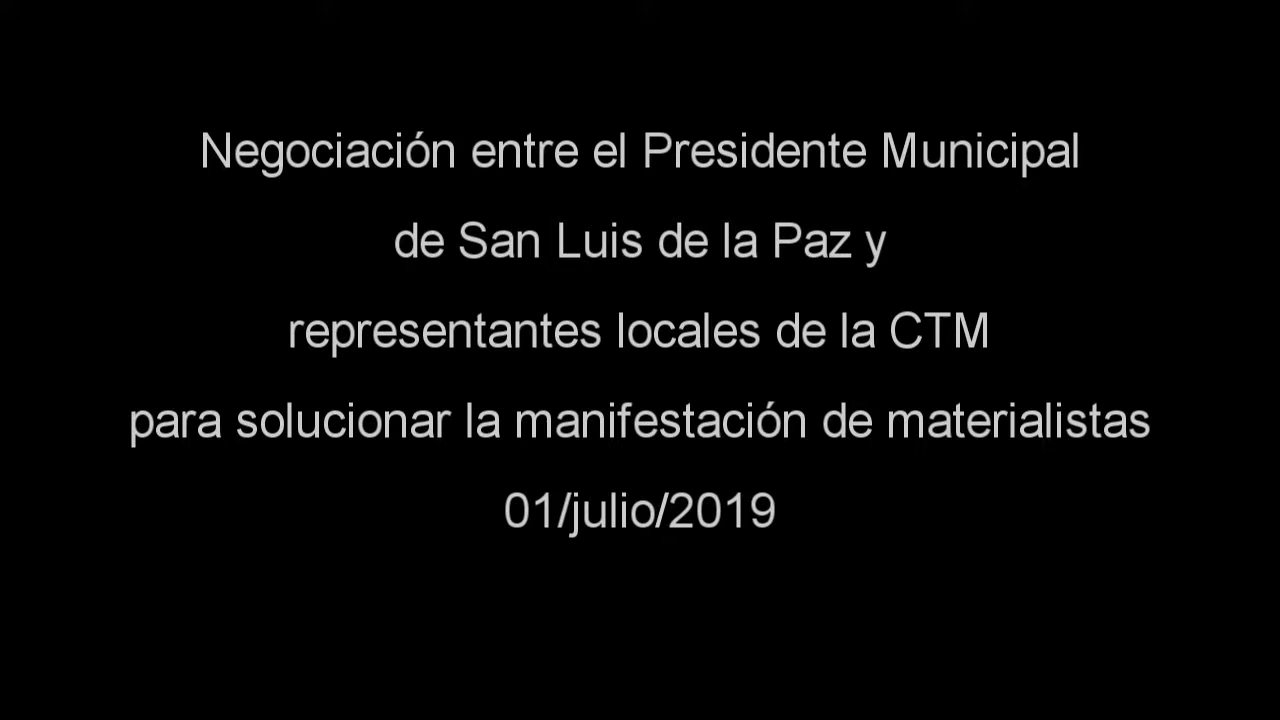 Negociación entre el Presidente Municipal
de San Luis de la Paz y
representantes locales de la CTM
para solucionar la manifestación de materialistas
01/julio/2019